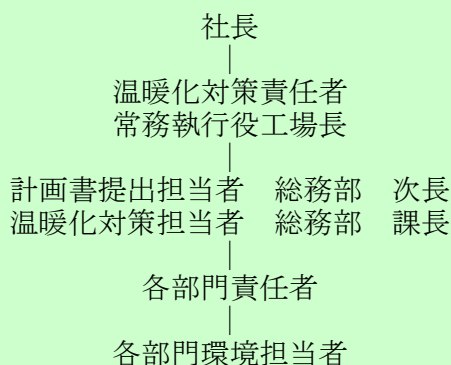 社長
｜
温暖化対策責任者
常務執行役工場長
｜
計画書提出担当者　総務部　次長
温暖化対策担当者　総務部　課長
｜
各部門責任者
｜
各部門環境担当者